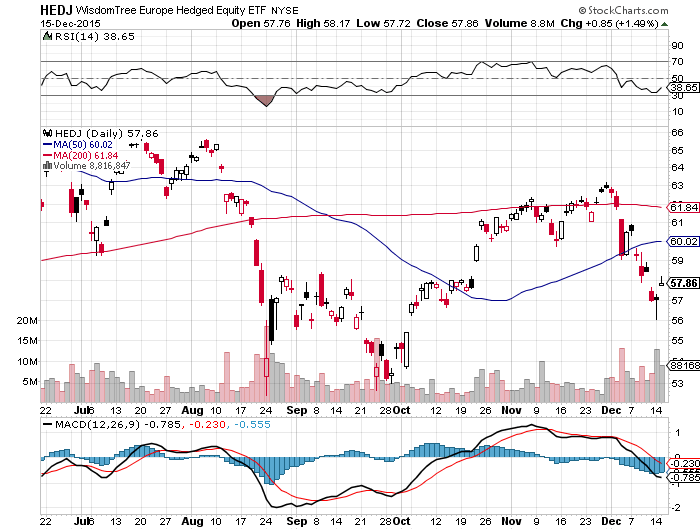 HEDJ WisdomTree Europe Hedged Equity ETF NYSE © StockCharts.com
15-Dec-2015 Open 57.76 High 58.17 Low 57.72 Close 57.86 Volume 8.8M Chg +0.85 (+1.49%)
RSI(14) 38.65
90
70
50
38.65
30
10
HEDJ (Daily) 57.86
MA(50) 60.02
MA(200) 61.84
Volume 8,816,847
66
65
64
63
62
61.84
61
60.02
59
58
57.86
57
56
55
54
53
20M
15M
10M
5M
88168
22 Jul 6 13 20 27 Aug 10 17 24 Sep 8 14 21 28 Oct 12 19 26 Nov 9 16 23 Dec 7 14
MACD(12,26,9) -0.785, -0.230, -0.555
1
0
-0.230
-0.785
-1
-2
22 Jul 6 13 20 27 Aug 10 17 24 Sep 8 14 21 28 Oct 12 19 26 Nov 9 16 23 Dec 7 14